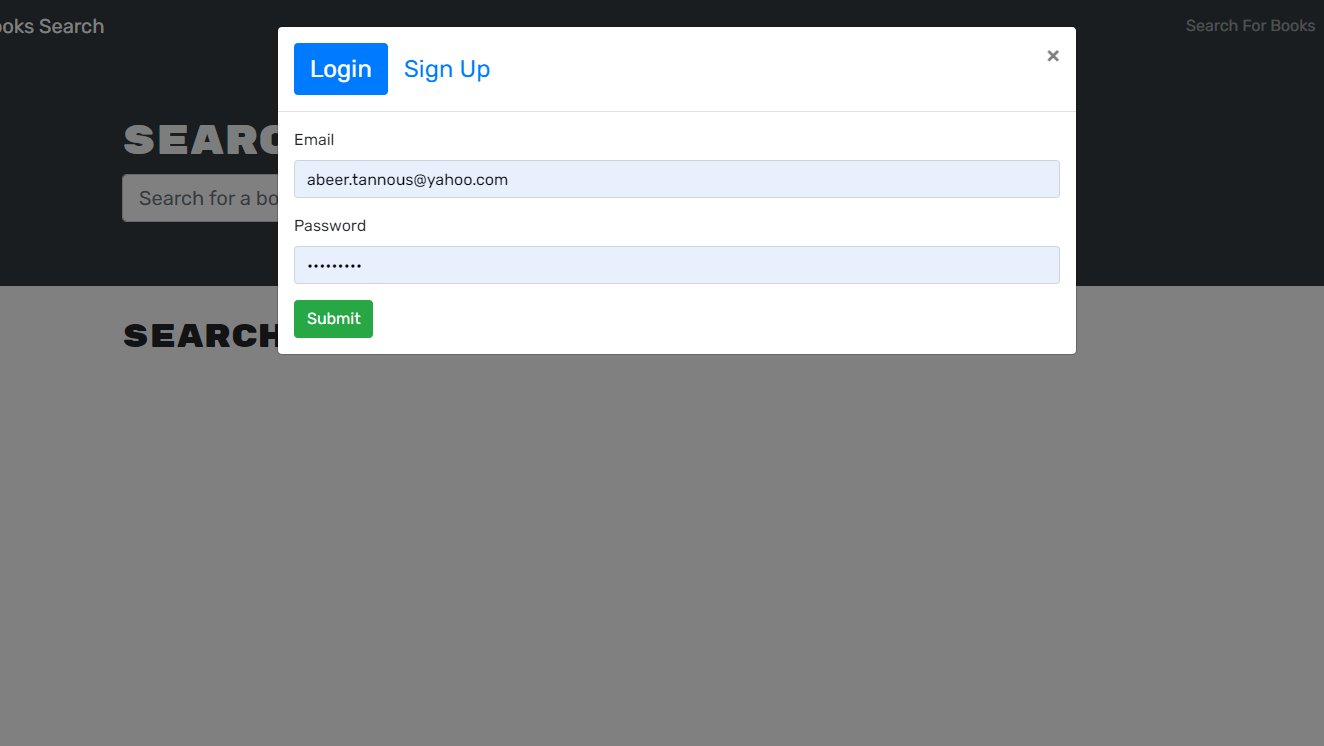 oks Search
Search For Books
Login
Sign Up
×
SEARC
Search for a bo
Email
abeer.tannous@yahoo.com
Password
•••••••••
Submit
SEARCH